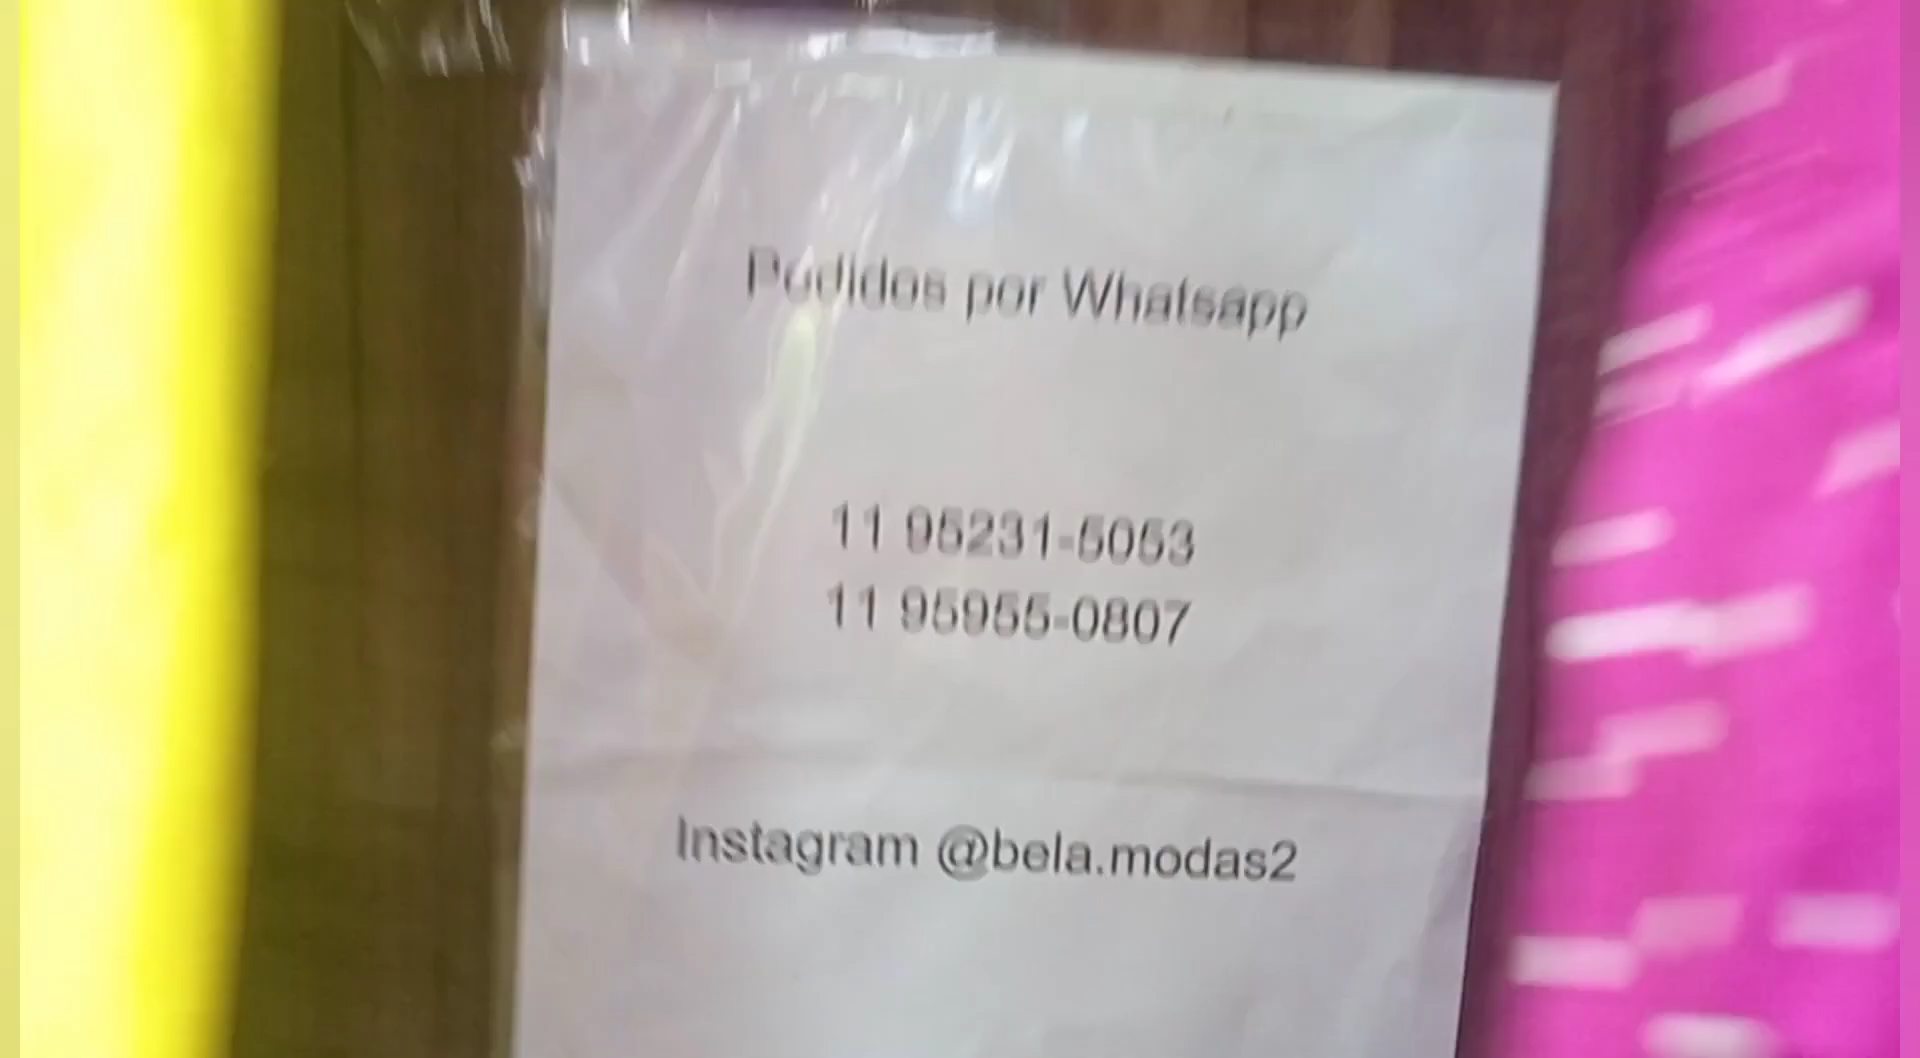 Pedidos por Whatsapp
11 95231-5053
11 95955-0807
Instagram @bela.modas2